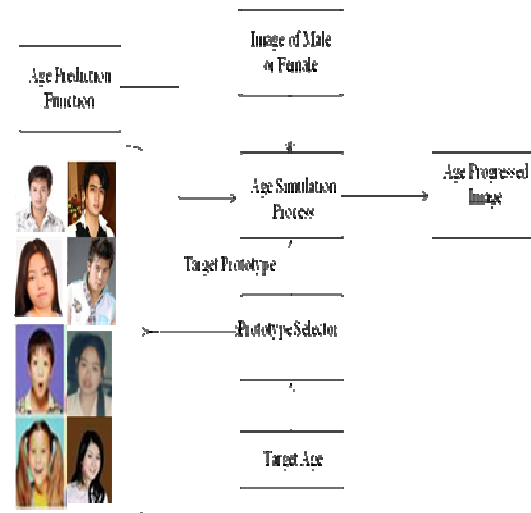 Image of Male
or Female
Age Prediction
Function
Age Simulation
Process
Age Progressed
Image
Target Prototype
Prototype Selector
Target Age